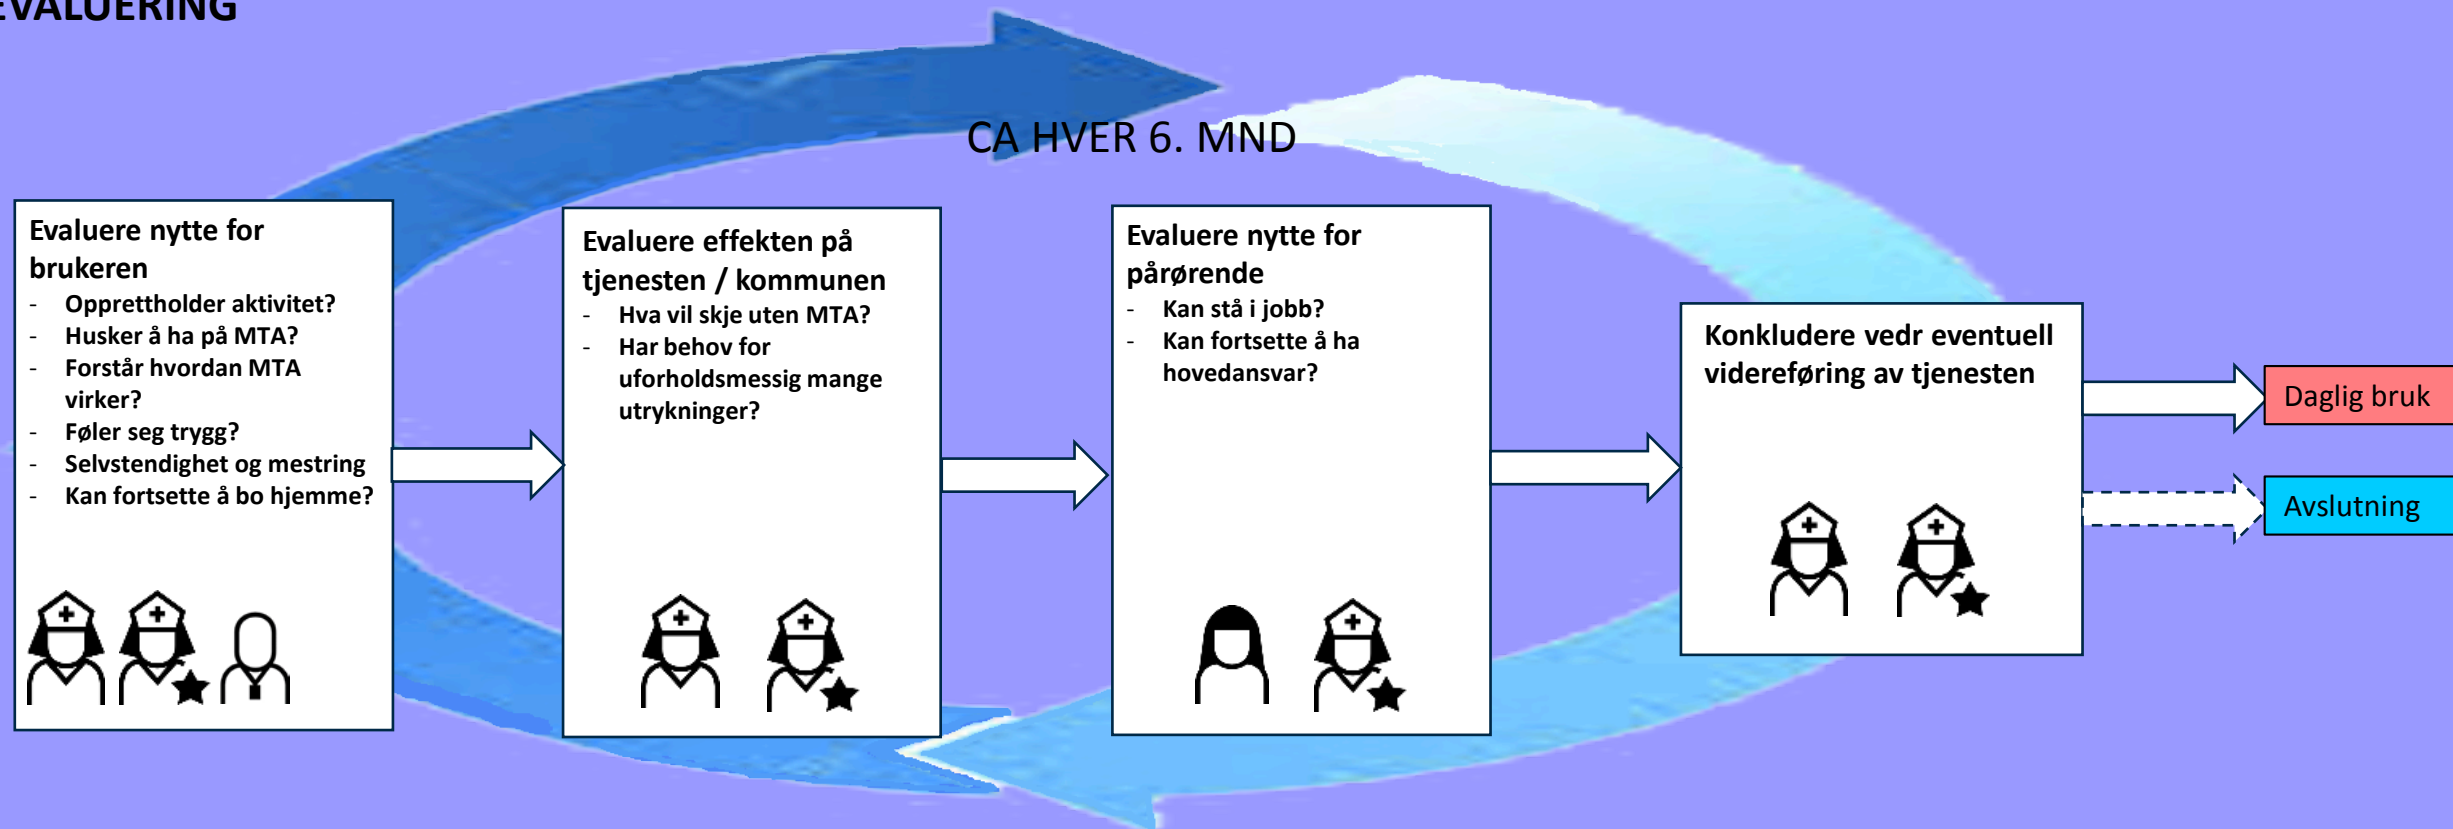 EVALUERING
CA HVER 6. MND
Evaluere nytte for
brukeren
- Opprettholder aktivitet?
- Husker å ha på MTA?
- Forstår hvordan MTA
virker?
- Føler seg trygg?
- Selvstendighet og mestring
- Kan fortsette å bo hjemme?
Evaluere effekten på
tjenesten / kommunen
- Hva vil skje uten MTA?
- Har behov for
uforholdsmessig mange
utrykninger?
Evaluere nytte for
pårørende
- Kan stå i jobb?
- Kan fortsette å ha
hovedansvar?
Konkludere vedr eventuell
videreføring av tjenesten
Daglig bruk
Avslutning